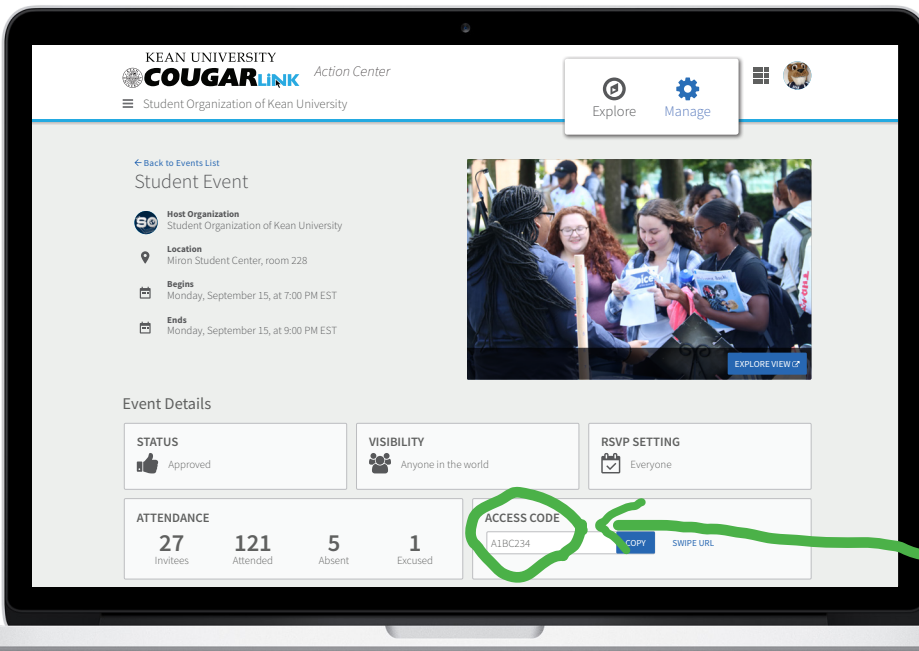 KEAN UNIVERSITY
COUGARLiNK
Action Center
Student Organization of Kean University
Explore
Manage
Back to Events List
Student Event
Host Organization
Student Organization of Kean University
Location
Miron Student Center, room 228
Begins
Monday, September 15, at 7:00 PM EST
Ends
Monday, September 15, at 9:00 PM EST
EXPLORE VIEW
Event Details
STATUS
Approved
VISIBILITY
Anyone in the world
RSVP SETTING
Everyone
ATTENDANCE
27 121 5 1
Invitees Attended Absent Excused
ACCESS CODE
A1BC234
COPY
SWIPE URL